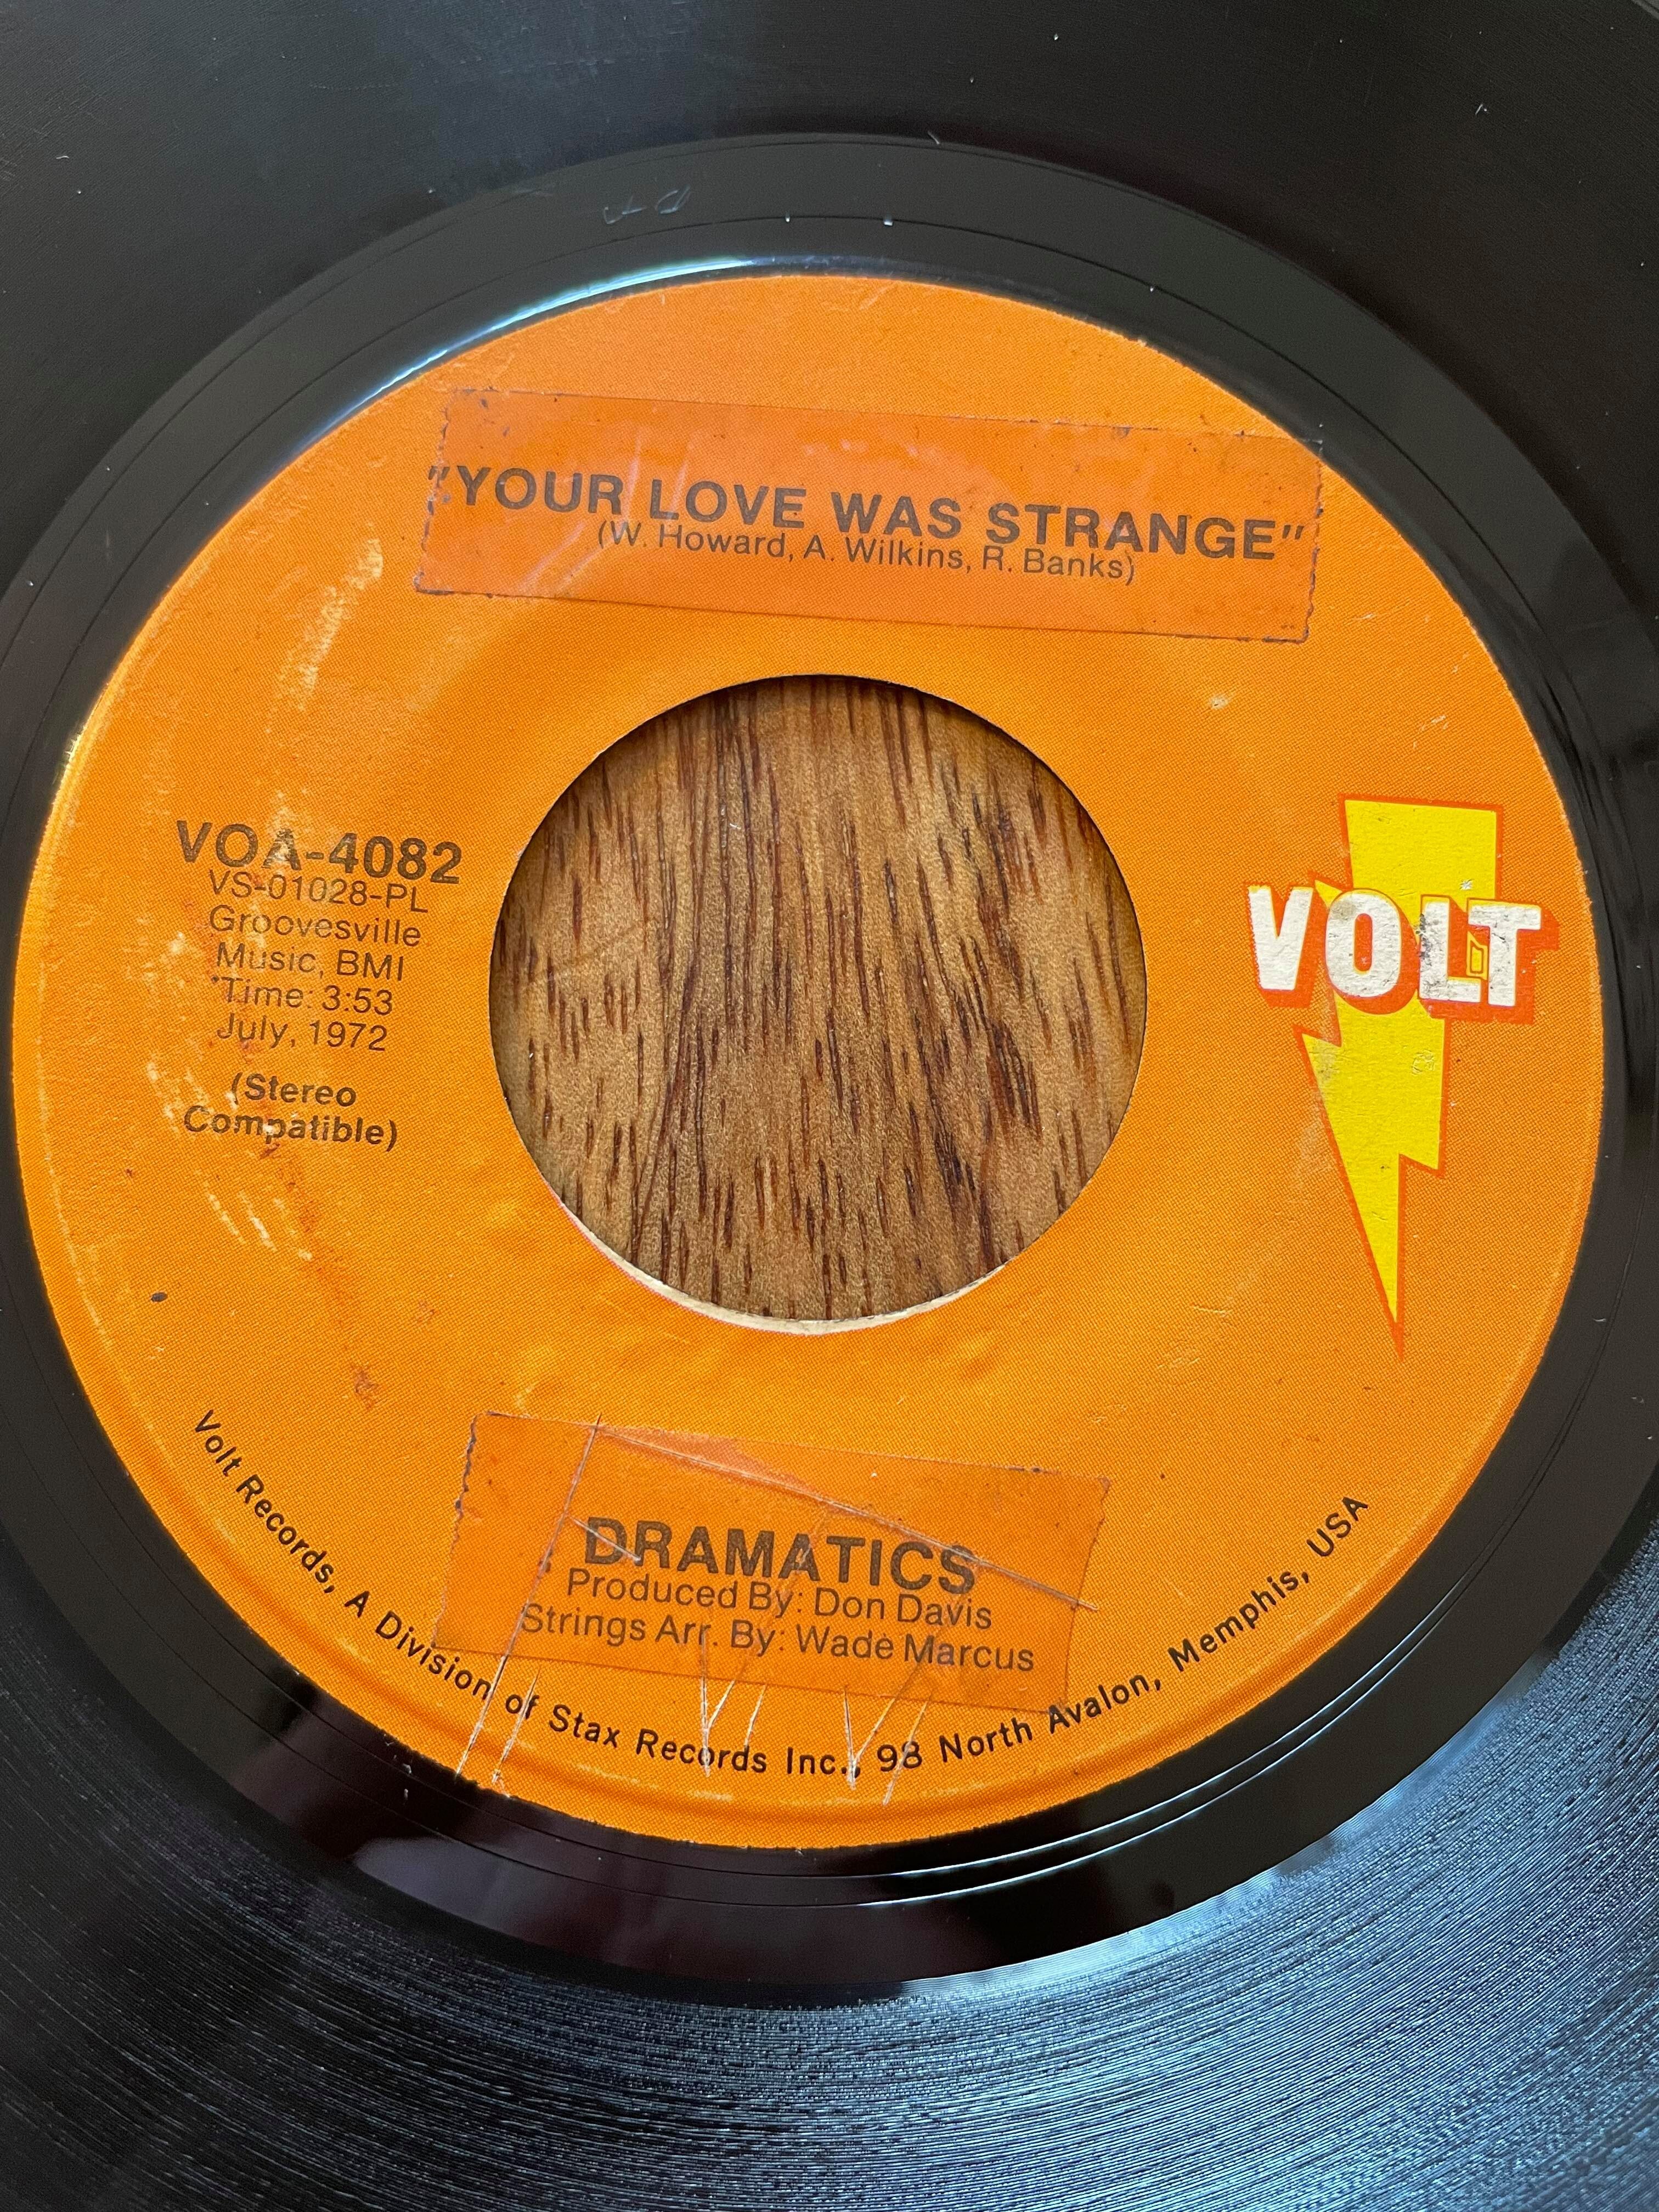 "YOUR LOVE WAS STRANGE"
(W. Howard, A. Wilkins, R. Banks)
VOA-4082
VS-01028-PL
Groovesville
Music, BMI
Time: 3:53
July, 1972
(Stereo
Compatible)
VOLT
DRAMATICS
Produced By: Don Davis
Strings Arr. By: Wade Marcus
Volt Records, A Division of Stax Records Inc., 98 North Avalon, Memphis, USA